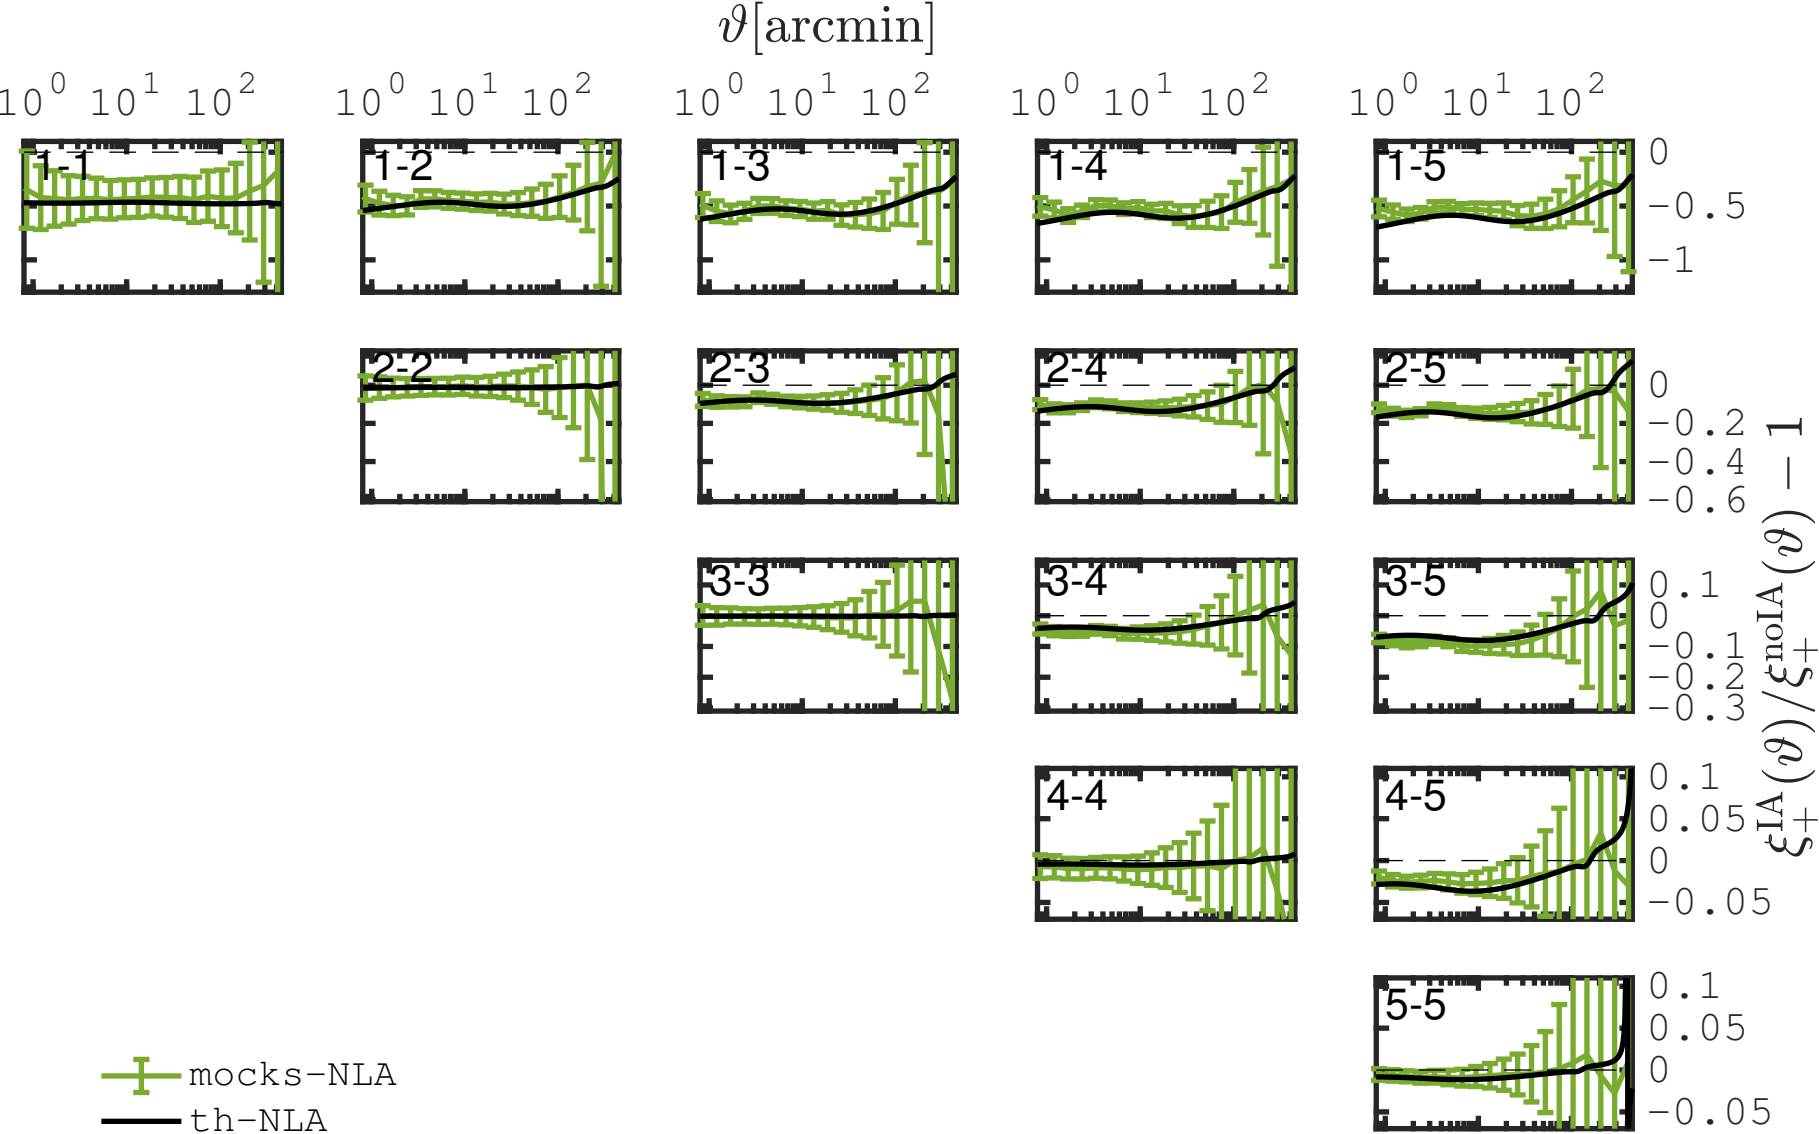 ϑ[arcmin]
10^0 10^1 10^2 10^0 10^1 10^2 10^0 10^1 10^2 10^0 10^1 10^2 10^0 10^1 10^2
1-1 1-2 1-3 1-4 1-5 0
-0.5
-1
2-2 2-3 2-4 2-5 0
-0.2
-0.4
-0.6
3-3 3-4 3-5 0.1
0
-0.1
-0.2
-0.3
4-4 4-5 0.1
0.05
0
-0.05
5-5 0.1
0.05
0
-0.05
ξ_+^IA(ϑ)/ξ_+^noIA(ϑ) − 1
mocks-NLA
th-NLA